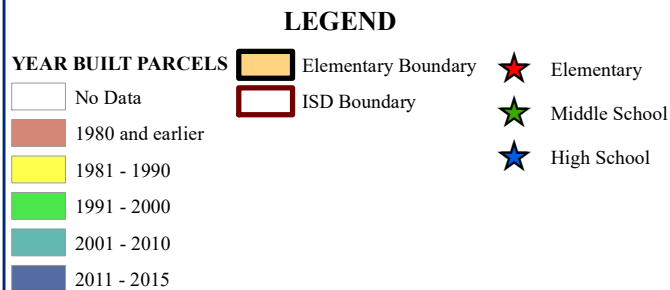 LEGEND
YEAR BUILT PARCELS
No Data
1980 and earlier
1981 - 1990
1991 - 2000
2001 - 2010
2011 - 2015
Elementary Boundary
ISD Boundary
Elementary
Middle School
High School